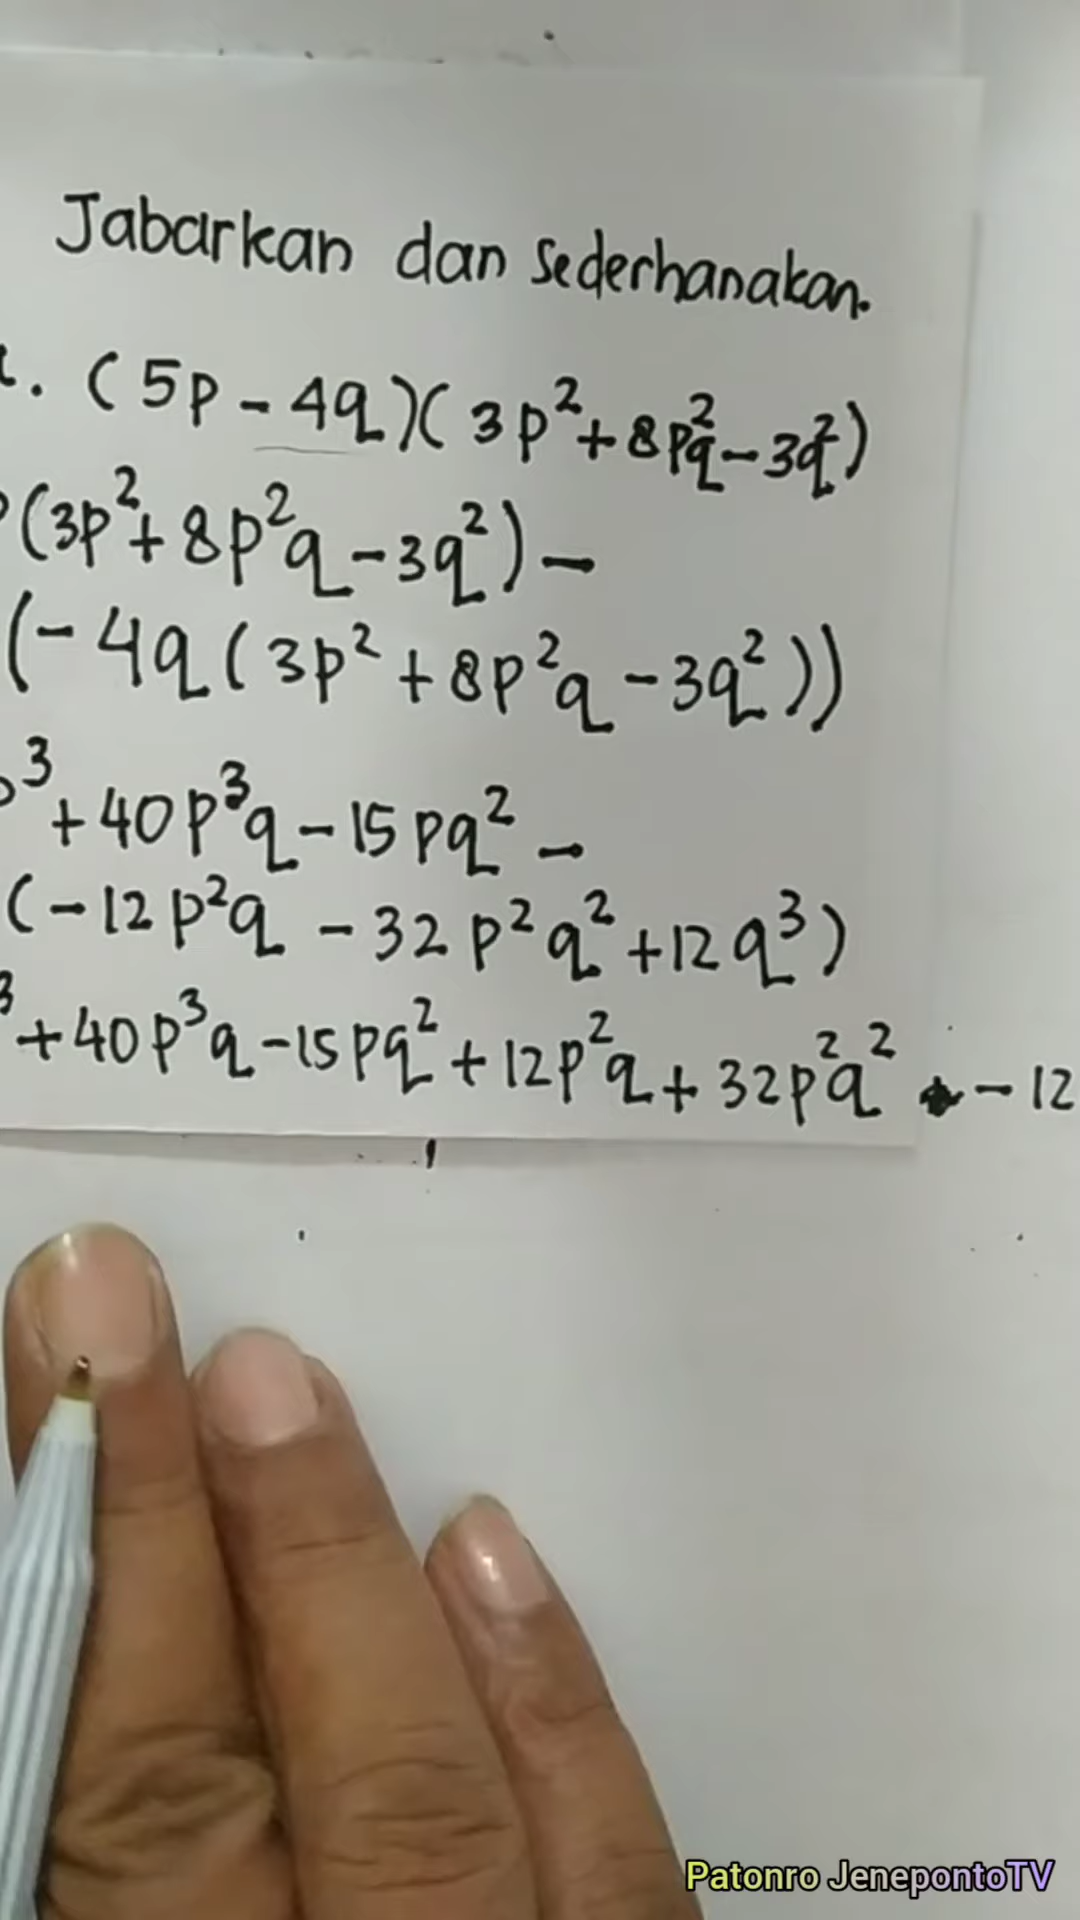 Jabarkan dan sederhanakan.
. (5p - 4q)(3p² + 8p²q - 3q²)
(3p² + 8p²q - 3q²) -
(-4q(3p² + 8p²q - 3q²))
³ + 40p³q - 15pq² -
(-12p²q - 32p²q² + 12q³)
³ + 40p³q - 15pq² + 12p²q + 32p²q² - 12
Patonro JenepontoTV